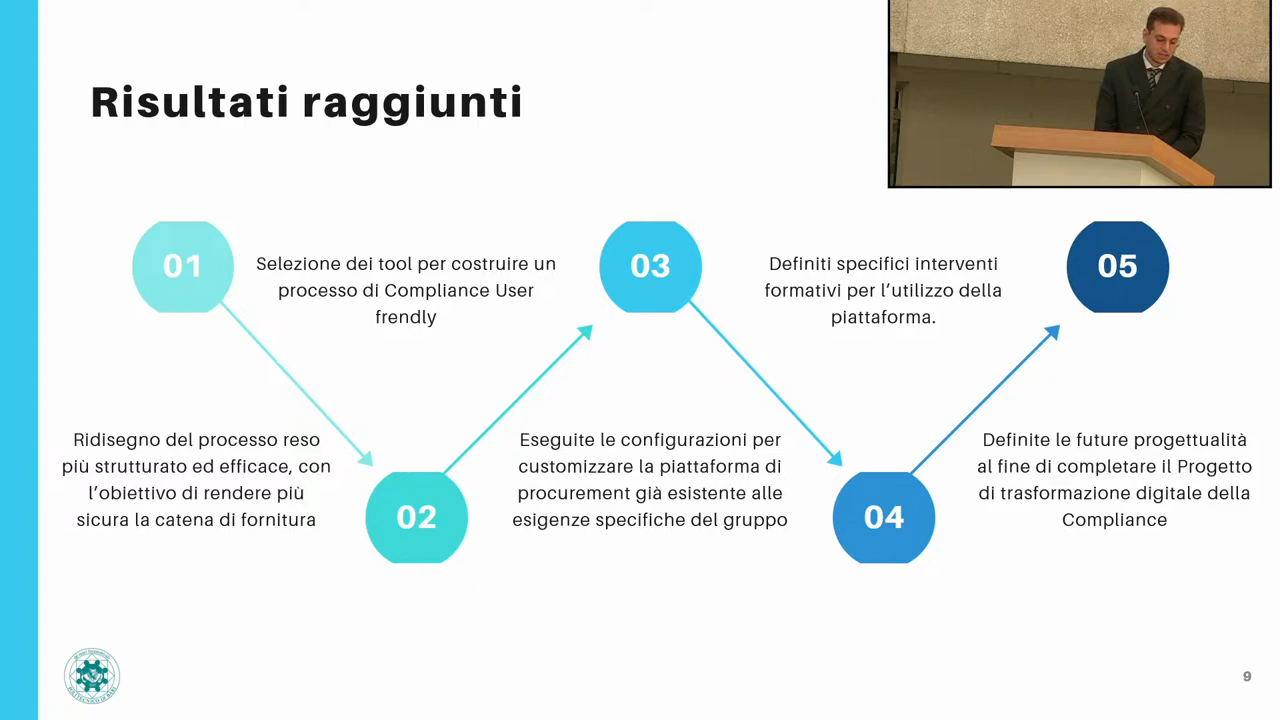 Risultati raggiunti
01
Ridisegno del processo reso
più strutturato ed efficace, con
l’obiettivo di rendere più
sicura la catena di fornitura
02
Selezione dei tool per costruire un
processo di Compliance User
frendly
03
Eseguite le configurazioni per
customizzare la piattaforma di
procurement già esistente alle
esigenze specifiche del gruppo
04
Definiti specifici interventi
formativi per l’utilizzo della
piattaforma.
05
Definite le future progettualità
al fine di completare il Progetto
di trasformazione digitale della
Compliance
POLITECNICO DI BARI
9